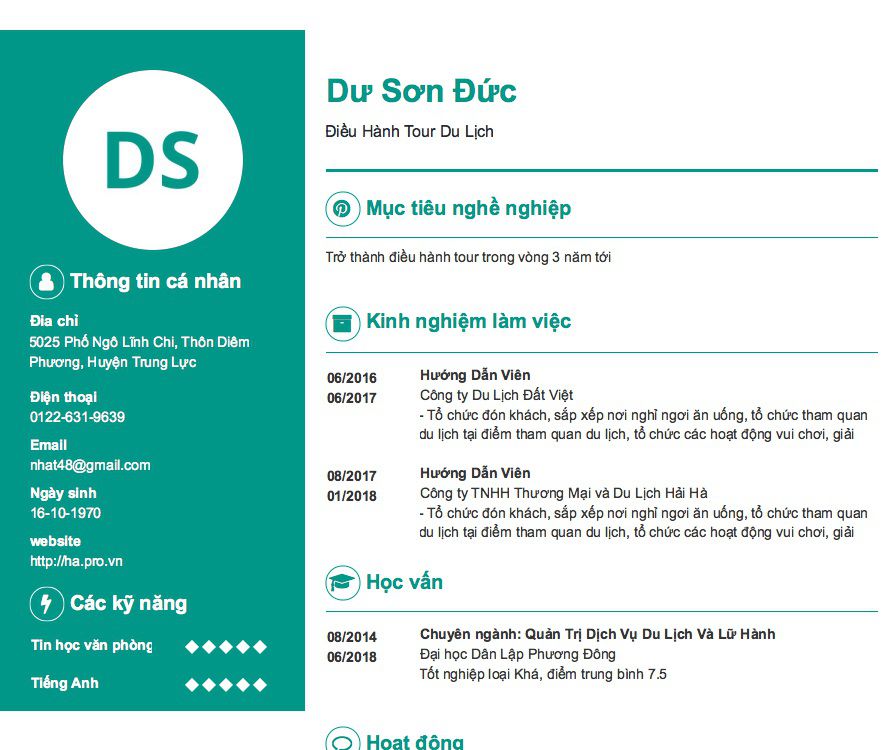 DS
Thông tin cá nhân
Địa chỉ
5025 Phố Ngô Lĩnh Chi, Thôn Diêm
Phương, Huyện Trung Lực
Điện thoại
0122-631-9639
Email
nhat48@gmail.com
Ngày sinh
16-10-1970
website
http://ha.pro.vn
Các kỹ năng
Tin học văn phòng
Tiếng Anh
Dư Sơn Đức
Điều Hành Tour Du Lịch
Mục tiêu nghề nghiệp
Trở thành điều hành tour trong vòng 3 năm tới
Kinh nghiệm làm việc
06/2016
06/2017
Hướng Dẫn Viên
Công ty Du Lịch Đất Việt
- Tổ chức đón khách, sắp xếp nơi nghỉ ngơi ăn uống, tổ chức tham quan
du lịch tại điểm tham quan du lịch, tổ chức các hoạt động vui chơi, giải
08/2017
01/2018
Hướng Dẫn Viên
Công ty TNHH Thương Mại và Du Lịch Hải Hà
- Tổ chức đón khách, sắp xếp nơi nghỉ ngơi ăn uống, tổ chức tham quan
du lịch tại điểm tham quan du lịch, tổ chức các hoạt động vui chơi, giải
Học vấn
08/2014
06/2018
Chuyên ngành: Quản Trị Dịch Vụ Du Lịch Và Lữ Hành
Đại học Dân Lập Phương Đông
Tốt nghiệp loại Khá, điểm trung bình 7.5
Hoạt động